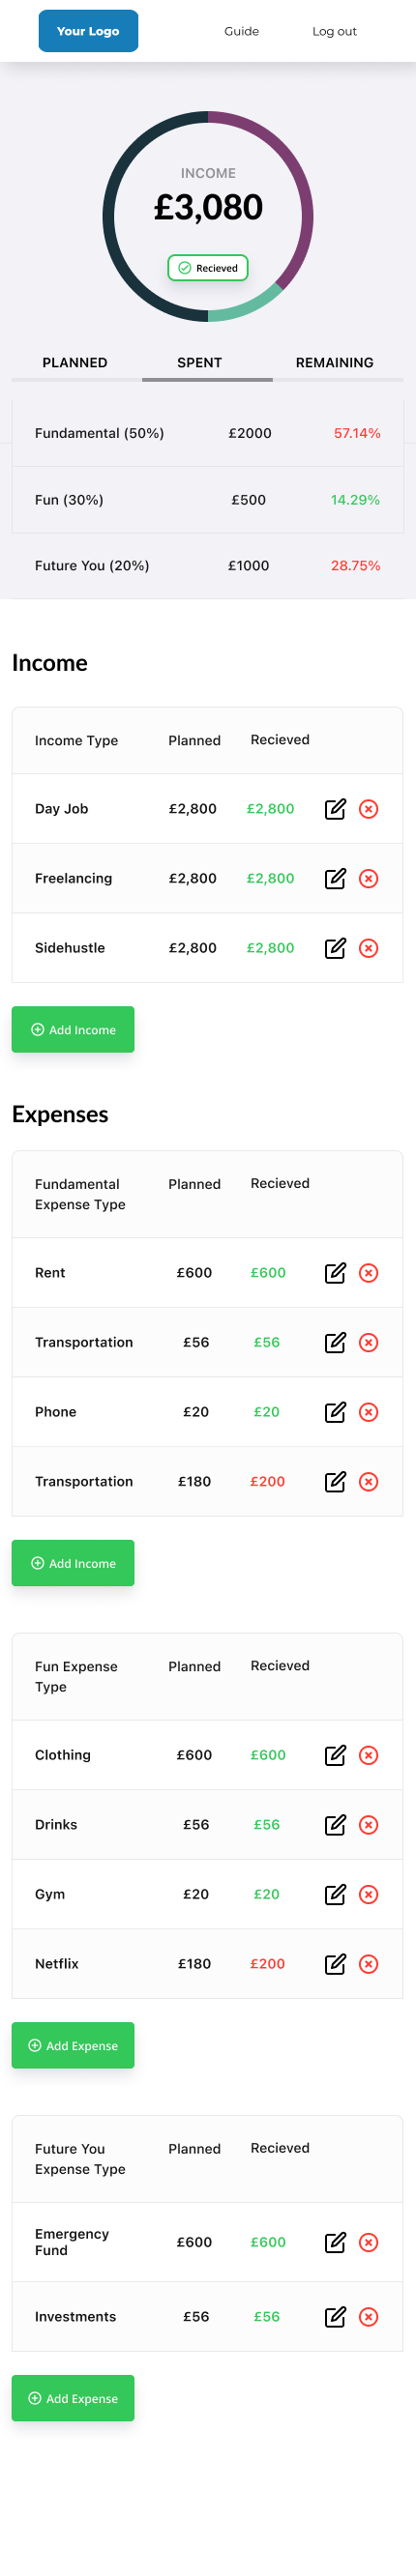 Your Logo Guide Log out
INCOME
£3,080
Recieved
PLANNED SPENT REMAINING
Fundamental (50%) £2000 57.14%
Fun (30%) £500 14.29%
Future You (20%) £1000 28.75%
Income
Income Type Planned Recieved
Day Job £2,800 £2,800
Freelancing £2,800 £2,800
Sidehustle £2,800 £2,800
Add Income
Expenses
Fundamental Planned Recieved
Expense Type
Rent £600 £600
Transportation £56 £56
Phone £20 £20
Transportation £180 £200
Add Income
Fun Expense Planned Recieved
Type
Clothing £600 £600
Drinks £56 £56
Gym £20 £20
Netflix £180 £200
Add Expense
Future You Planned Recieved
Expense Type
Emergency
Fund £600 £600
Investments £56 £56
Add Expense